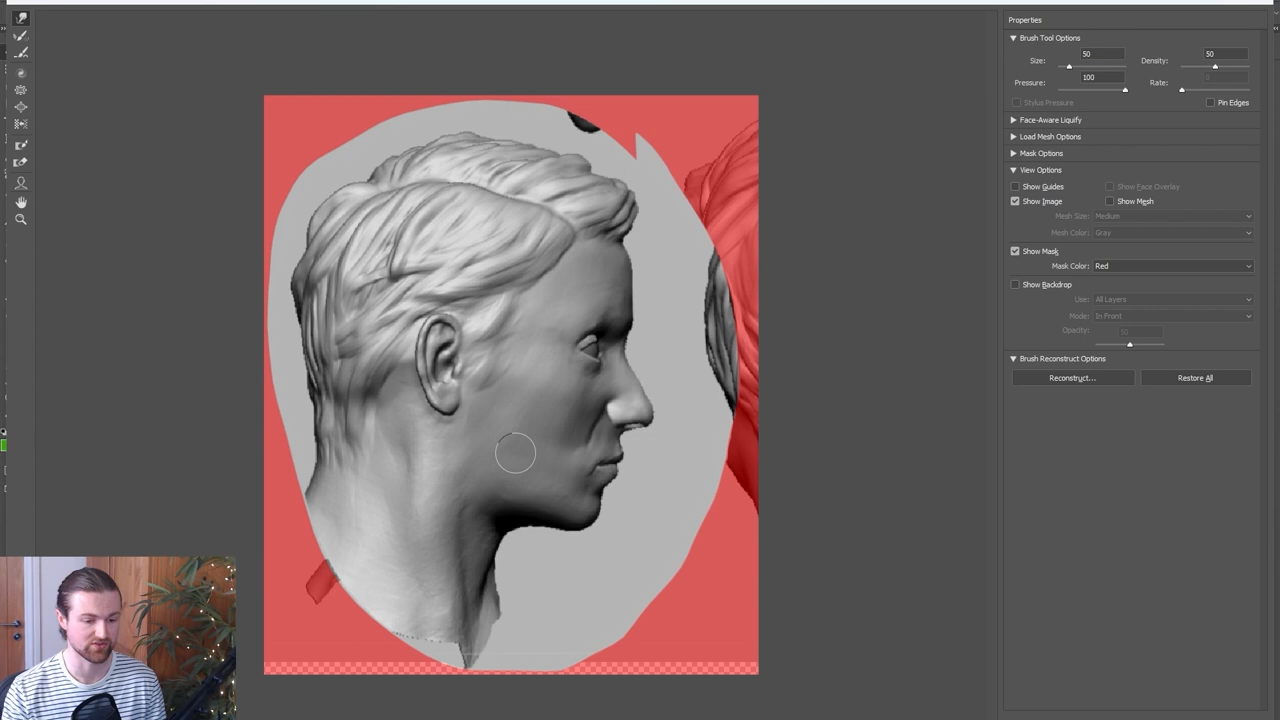 Properties
Brush Tool Options
Size: 50 Density: 50
Pressure: 100 Rate: 0
Stylus Pressure Pin Edges
Face-Aware Liquify
Load Mesh Options
Mask Options
View Options
Show Guides Show Face Overlay
Show Image Show Mesh
Mesh Size: Medium
Mesh Color: Gray
Show Mask
Mask Color: Red
Show Backdrop
Use: All Layers
Mode: In Front
Opacity: 50
Brush Reconstruct Options
Reconstruct... Restore All